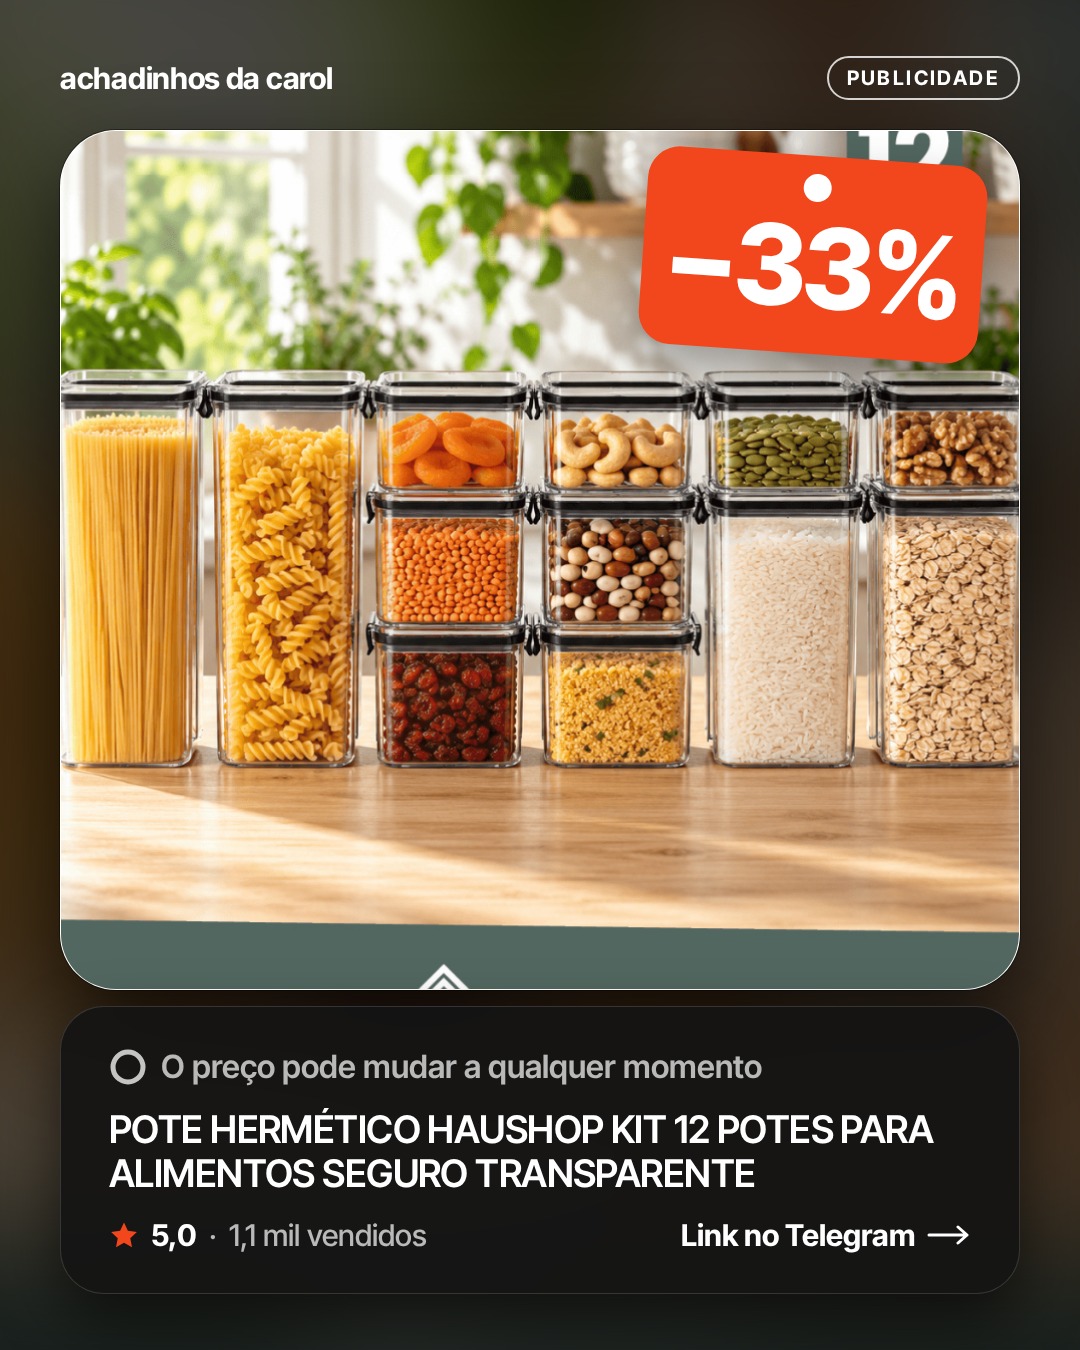 achadinhos da carol
PUBLICIDADE
12
–33%
O preço pode mudar a qualquer momento
POTE HERMÉTICO HAUSHOP KIT 12 POTES PARA
ALIMENTOS SEGURO TRANSPARENTE
5,0 · 1,1 mil vendidos
Link no Telegram →